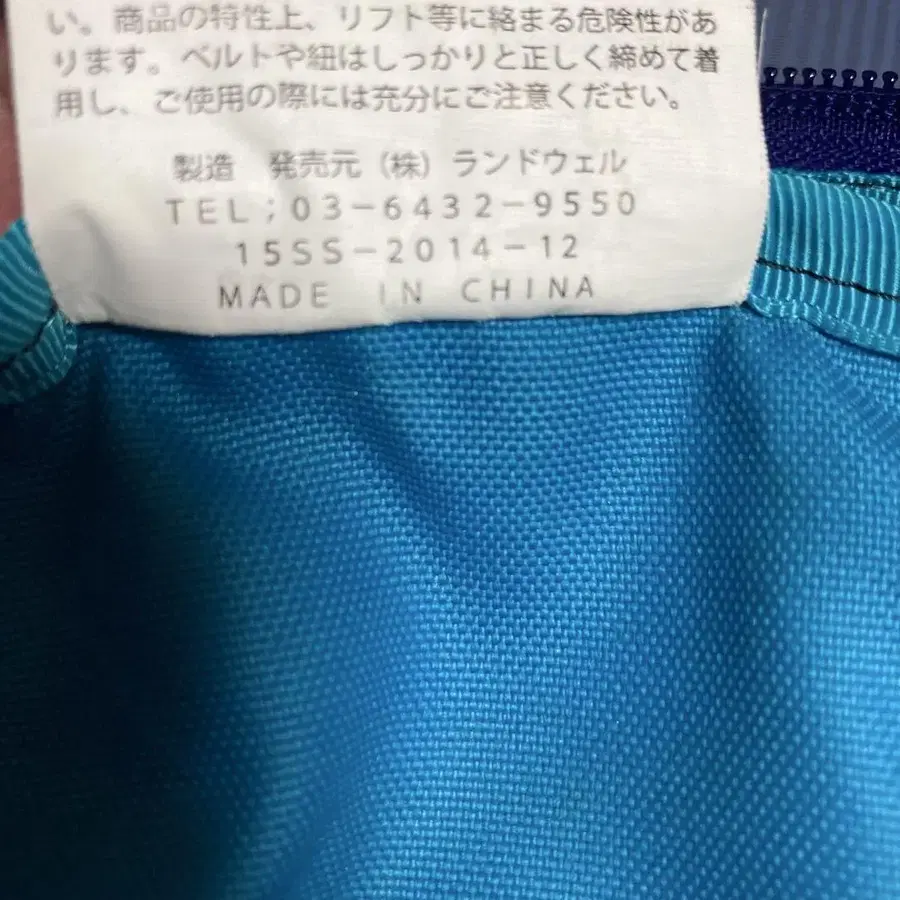 い。商品の特性上、リフト等に絡まる危険性があ
ります。ベルトや紐はしっかりと正しく締めて着
用し、ご使用の際には充分にご注意ください。
製造　発売元（株）ランドウェル
TEL；03−6432−9550
15SS−2014−12
MADE IN CHINA